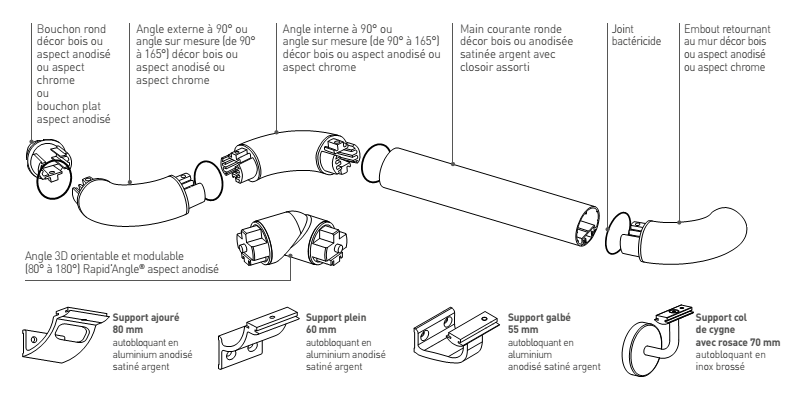 Bouchon rond
décor bois ou
aspect anodisé
ou aspect
chrome
ou
bouchon plat
aspect anodisé
Angle externe à 90° ou
angle sur mesure (de 90°
à 165°) décor bois ou
aspect anodisé ou
aspect chrome
Angle interne à 90° ou
angle sur mesure (de 90° à 165°)
décor bois ou aspect anodisé ou
aspect chrome
Main courante ronde
décor bois ou anodisée
satinée argent avec
closoir assorti
Joint
bactéricide
Embout retournant
au mur décor bois
ou aspect anodisé
ou aspect chrome
Angle 3D orientable et modulable
(80° à 180°) Rapid'Angle® aspect anodisé
Support ajouré
80 mm
autobloquant en
aluminium anodisé
satiné argent
Support plein
60 mm
autobloquant en
aluminium anodisé
satiné argent
Support galbé
55 mm
autobloquant en
aluminium
anodisé satiné argent
Support col
de cygne
avec rosace 70 mm
autobloquant en
inox brossé